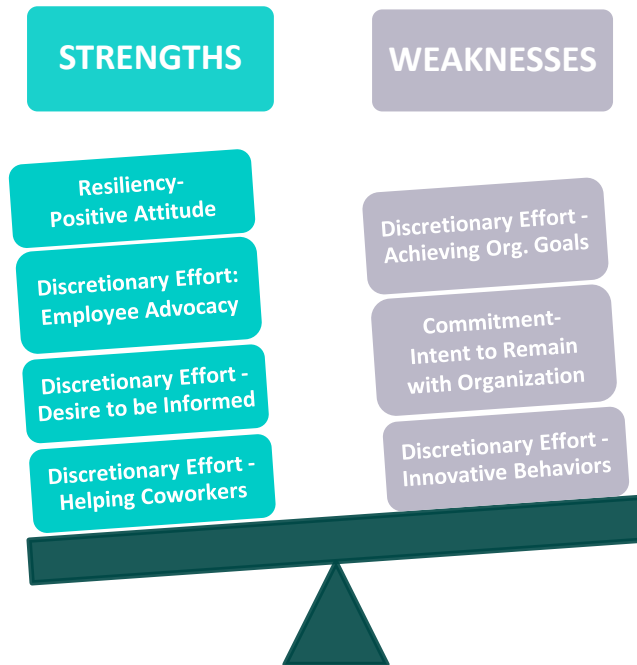 STRENGTHS
WEAKNESSES
Resiliency-
Positive Attitude
Discretionary Effort:
Employee Advocacy
Discretionary Effort -
Desire to be Informed
Discretionary Effort -
Helping Coworkers
Discretionary Effort -
Achieving Org. Goals
Commitment-
Intent to Remain
with Organization
Discretionary Effort -
Innovative Behaviors